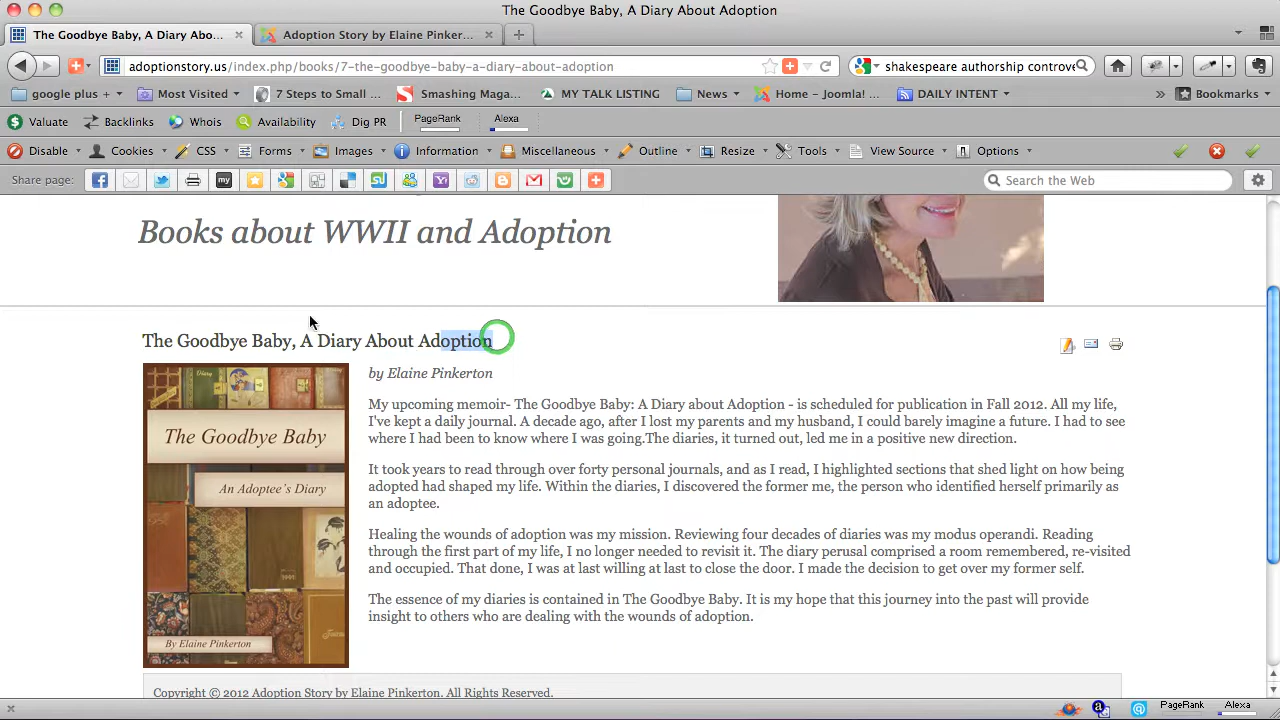 The Goodbye Baby, A Diary About Adoption
The Goodbye Baby, A Diary Abo...
Adoption Story by Elaine Pinker...
adoptionstory.us/index.php/books/7-the-goodbye-baby-a-diary-about-adoption
shakespeare authorship controve
google plus +
Most Visited
7 Steps to Small ...
Smashing Maga...
MY TALK LISTING
News
Home – Joomla! ...
DAILY INTENT
Bookmarks
Valuate
Backlinks
Whois
Availability
Dig PR
PageRank
Alexa
Disable
Cookies
CSS
Forms
Images
Information
Miscellaneous
Outline
Resize
Tools
View Source
Options
Share page:
my
Search the Web
Books about WWII and Adoption
The Goodbye Baby, A Diary About Adoption
The Goodbye Baby
An Adoptee's Diary
By Elaine Pinkerton
by Elaine Pinkerton
My upcoming memoir- The Goodbye Baby: A Diary about Adoption - is scheduled for publication in Fall 2012. All my life,
I've kept a daily journal. A decade ago, after I lost my parents and my husband, I could barely imagine a future. I had to see
where I had been to know where I was going.The diaries, it turned out, led me in a positive new direction.
It took years to read through over forty personal journals, and as I read, I highlighted sections that shed light on how being
adopted had shaped my life. Within the diaries, I discovered the former me, the person who identified herself primarily as
an adoptee.
Healing the wounds of adoption was my mission. Reviewing four decades of diaries was my modus operandi. Reading
through the first part of my life, I no longer needed to revisit it. The diary perusal comprised a room remembered, re-visited
and occupied. That done, I was at last willing at last to close the door. I made the decision to get over my former self.
The essence of my diaries is contained in The Goodbye Baby. It is my hope that this journey into the past will provide
insight to others who are dealing with the wounds of adoption.
Copyright © 2012 Adoption Story by Elaine Pinkerton. All Rights Reserved.
PageRank
Alexa